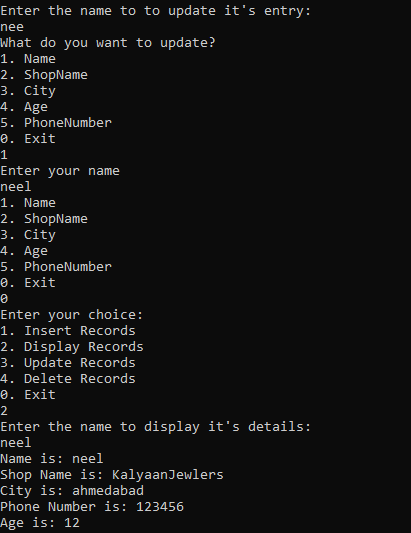 Enter the name to to update it's entry:
nee
What do you want to update?
1. Name
2. ShopName
3. City
4. Age
5. PhoneNumber
0. Exit
1
Enter your name
neel
1. Name
2. ShopName
3. City
4. Age
5. PhoneNumber
0. Exit
0
Enter your choice:
1. Insert Records
2. Display Records
3. Update Records
4. Delete Records
0. Exit
2
Enter the name to display it's details:
neel
Name is: neel
Shop Name is: KalyaanJewlers
City is: ahmedabad
Phone Number is: 123456
Age is: 12